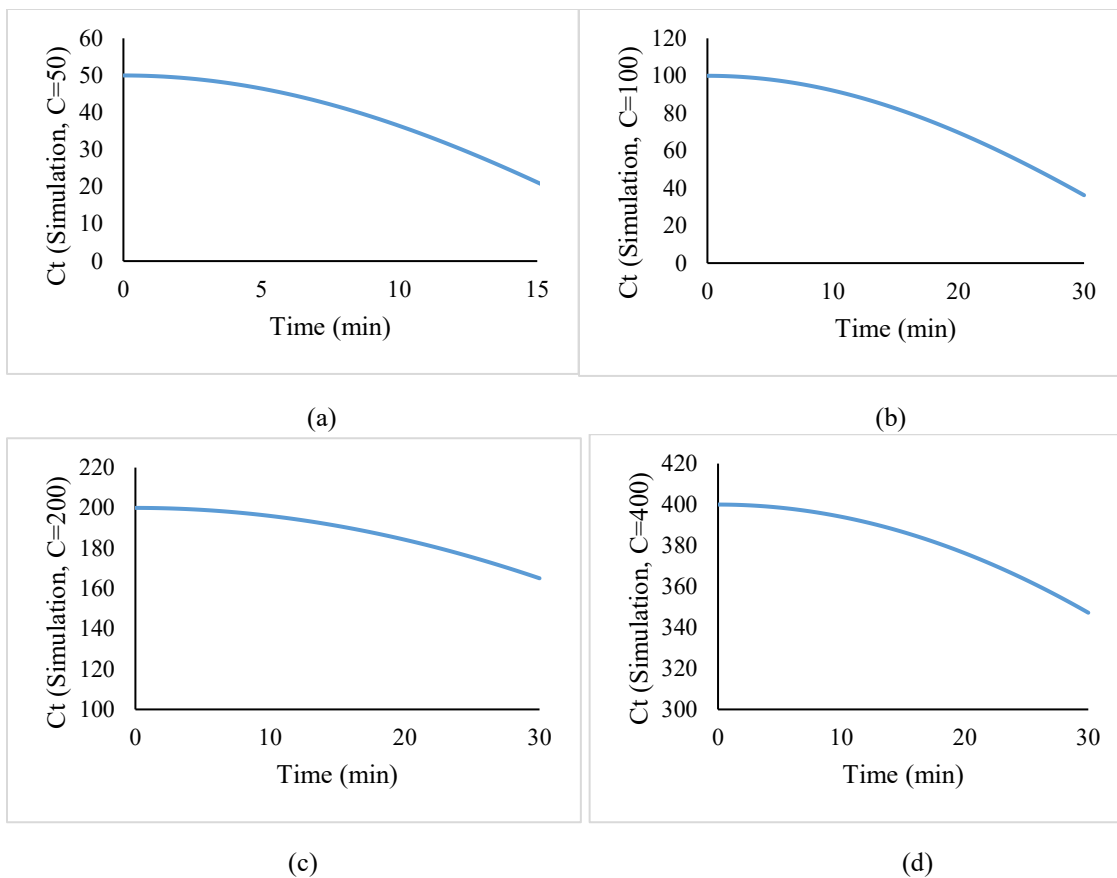 Ct (Simulation, C=50)
60
50
40
30
20
10
0
0 5 10 15
Time (min)
(a)
Ct (Simulation, C=100)
120
100
80
60
40
20
0
0 10 20 30
Time (min)
(b)
Ct (Simulation, C=200)
220
200
180
160
140
120
100
0 10 20 30
Time (min)
(c)
Ct (Simulation, C=400)
420
400
380
360
340
320
300
0 10 20 30
Time (min)
(d)